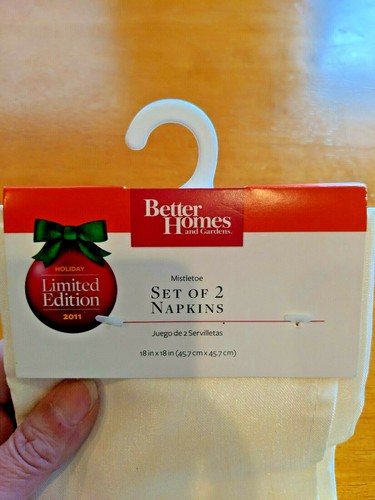 Better
Homes
and Gardens.
HOLIDAY
Limited
Edition
2011
Mistletoe
SET OF 2
NAPKINS
Juego de 2 Servilletas
18 in x 18 in (45.7 cm x 45.7 cm)